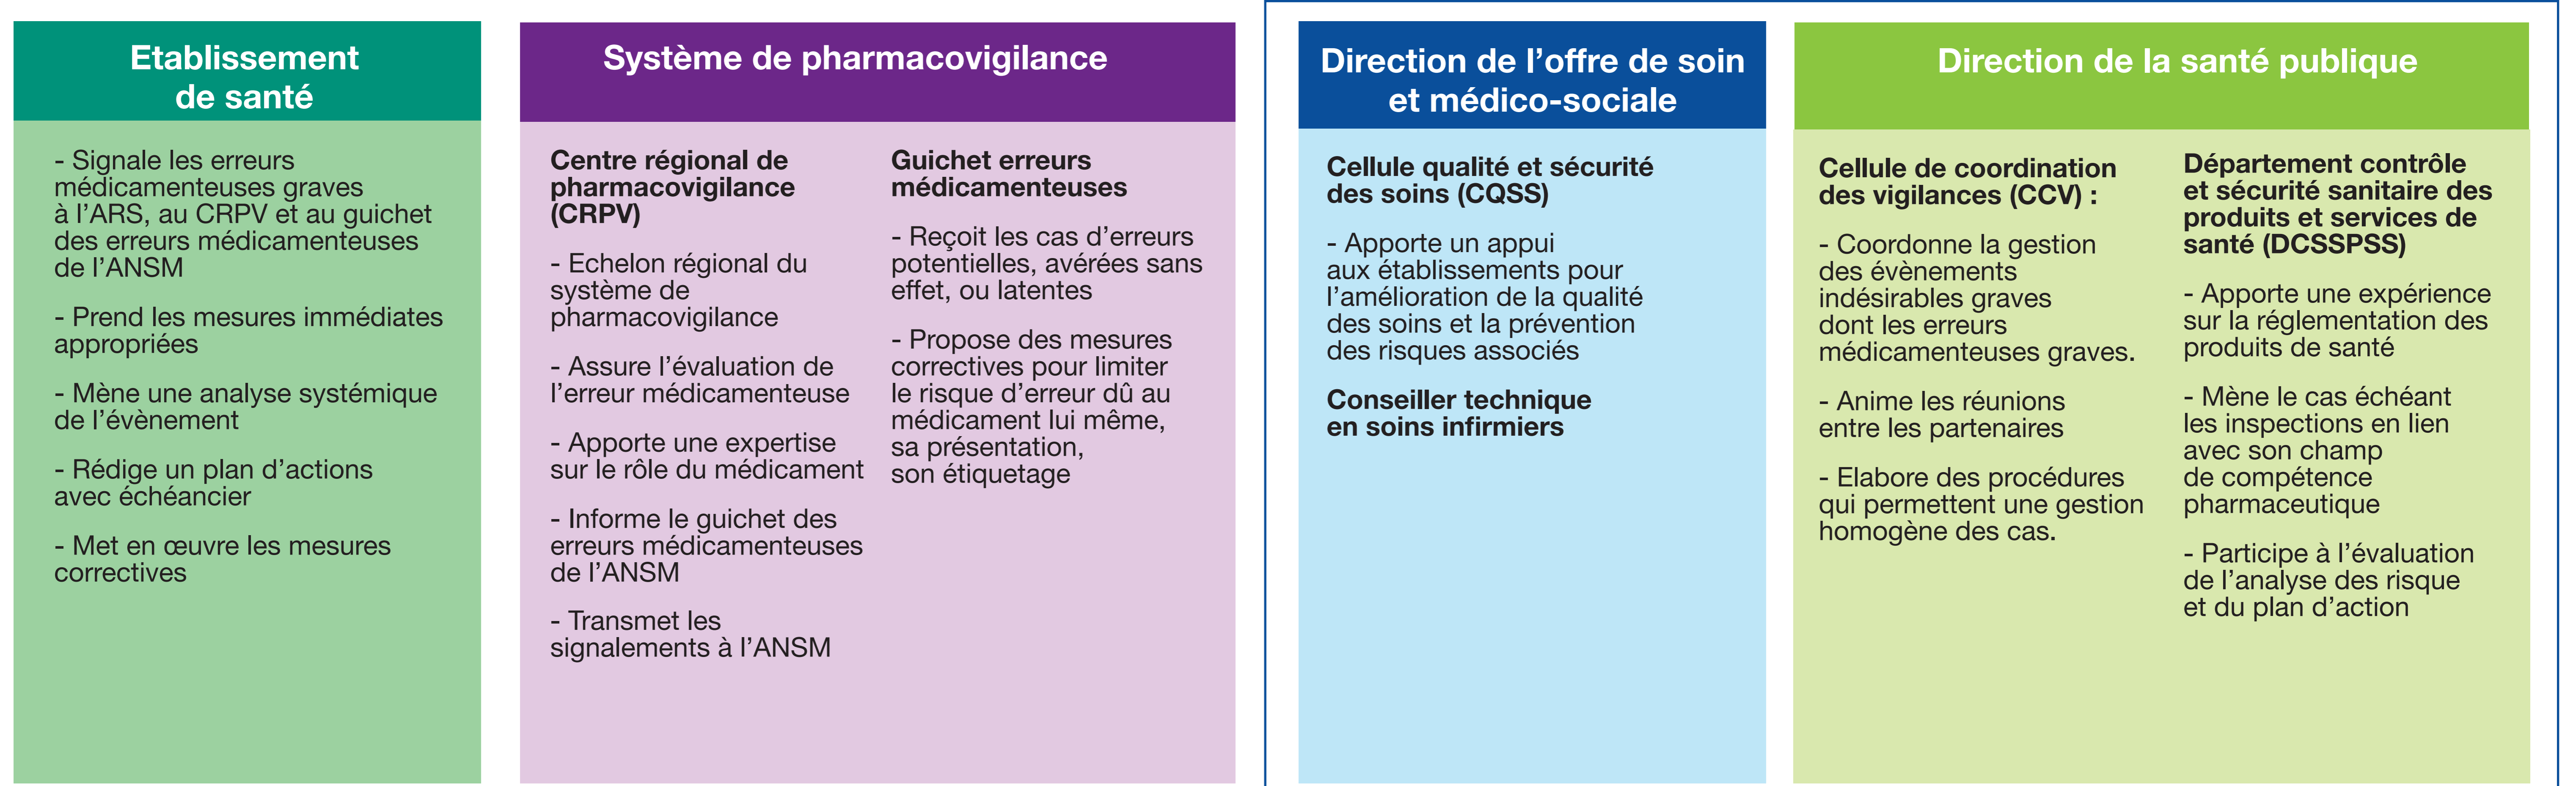 Etablissement
de santé
- Signale les erreurs
médicamenteuses graves
à l’ARS, au CRPV et au guichet
des erreurs médicamenteuses
de l’ANSM
- Prend les mesures immédiates
appropriées
- Mène une analyse systémique
de l’évènement
- Rédige un plan d’actions
avec échéancier
- Met en œuvre les mesures
correctives
Système de pharmacovigilance
Centre régional de
pharmacovigilance
(CRPV)
- Echelon régional du
système de
pharmacovigilance
- Assure l’évaluation de
l’erreur médicamenteuse
- Apporte une expertise
sur le rôle du médicament
- Informe le guichet des
erreurs médicamenteuses
de l’ANSM
- Transmet les
signalements à l’ANSM
Guichet erreurs
médicamenteuses
- Reçoit les cas d’erreurs
potentielles, avérées sans
effet, ou latentes
- Propose des mesures
correctives pour limiter
le risque d’erreur dû au
médicament lui même,
sa présentation,
son étiquetage
Direction de l’offre de soin
et médico-sociale
Cellule qualité et sécurité
des soins (CQSS)
- Apporte un appui
aux établissements pour
l’amélioration de la qualité
des soins et la prévention
des risques associés
Conseiller technique
en soins infirmiers
Direction de la santé publique
Cellule de coordination
des vigilances (CCV) :
- Coordonne la gestion
des évènements
indésirables graves
dont les erreurs
médicamenteuses graves.
- Anime les réunions
entre les partenaires
- Elabore des procédures
qui permettent une gestion
homogène des cas.
Département contrôle
et sécurité sanitaire des
produits et services de
santé (DCSSPSS)
- Apporte une expérience
sur la réglementation des
produits de santé
- Mène le cas échéant
les inspections en lien
avec son champ
de compétence
pharmaceutique
- Participe à l’évaluation
de l’analyse des risque
et du plan d’action